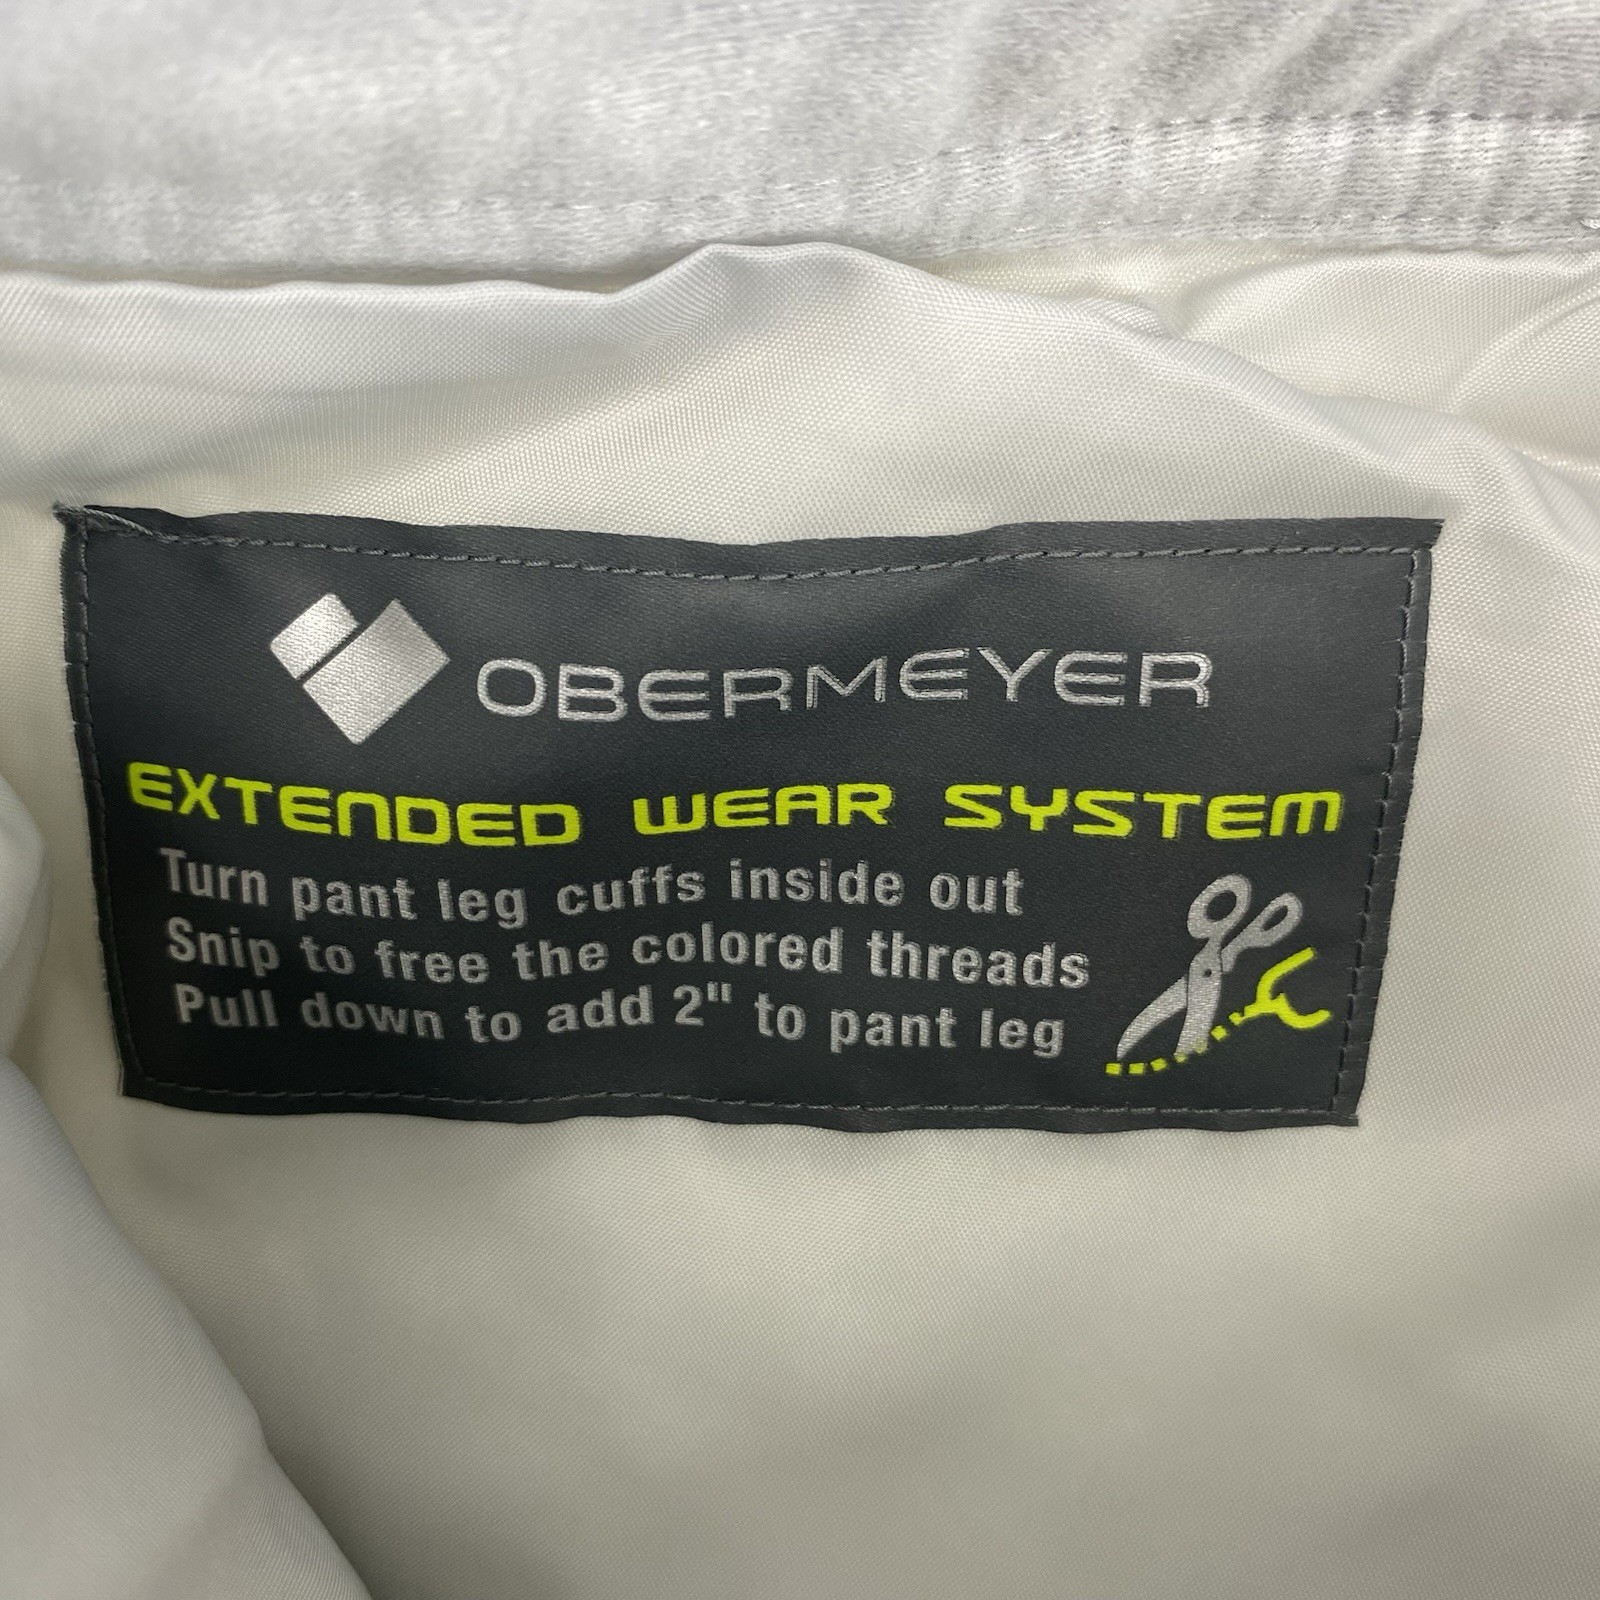 OBERMEYER
EXTENDED WEAR SYSTEM
Turn pant leg cuffs inside out
Snip to free the colored threads
Pull down to add 2" to pant leg